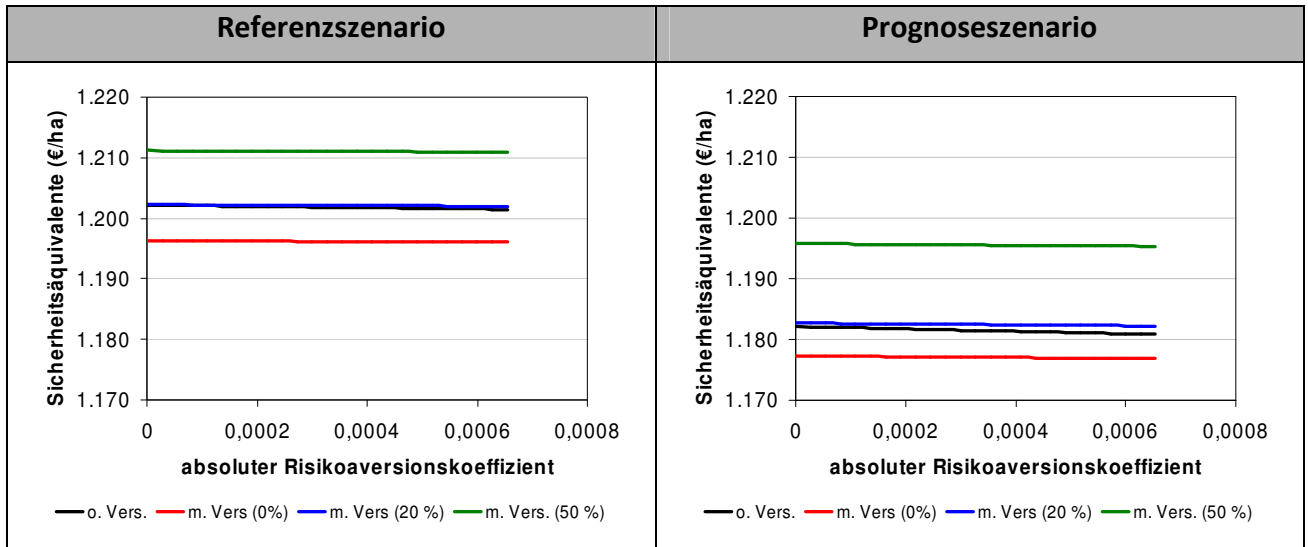 Referenzszenario
Prognoseszenario
Sicherheitsäquivalente (€/ha)
1.220
1.210
1.200
1.190
1.180
1.170
0 0,0002 0,0004 0,0006 0,0008
absoluter Risikoaversionskoeffizient
o. Vers. m. Vers (0%) m. Vers (20 %) m. Vers. (50 %)
Sicherheitsäquivalente (€/ha)
1.220
1.210
1.200
1.190
1.180
1.170
0 0,0002 0,0004 0,0006 0,0008
absoluter Risikoaversionskoeffizient
o. Vers. m. Vers (0%) m. Vers (20 %) m. Vers. (50 %)